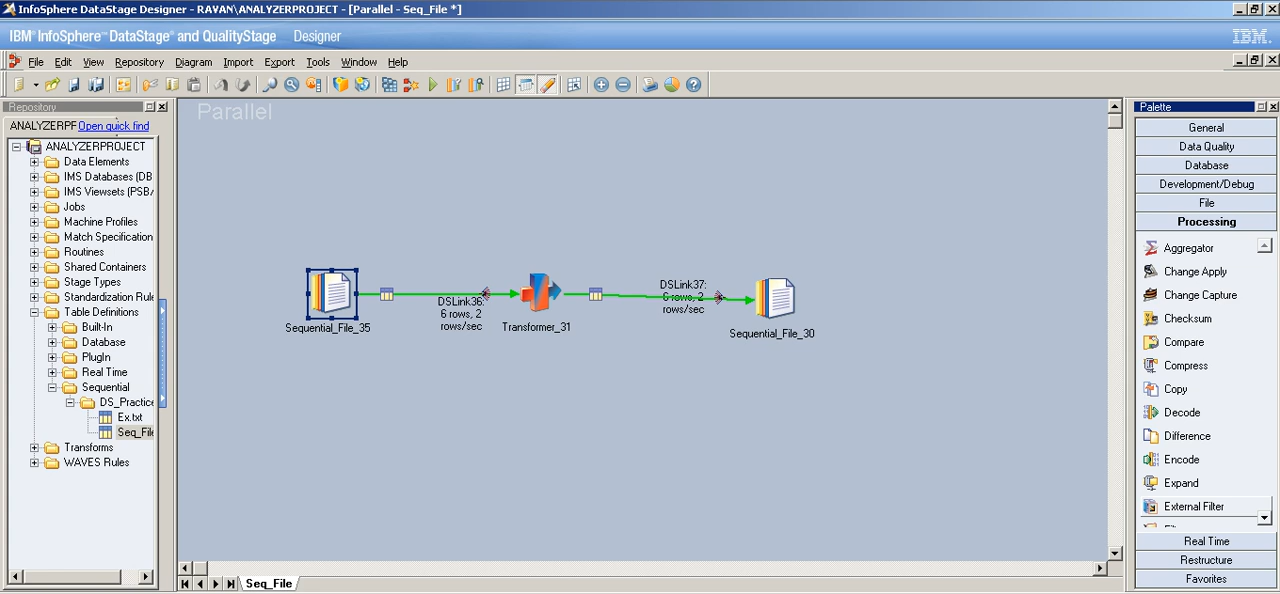 InfoSphere DataStage Designer - RAVAN\ANALYZERPROJECT - [Parallel - Seq_File *]
IBM® InfoSphere™ DataStage® and QualityStage Designer
IBM.
File Edit View Repository Diagram Import Export Tools Window Help
Repository
ANALYZERPF Open quick find
ANALYZERPROJECT
Data Elements
IMS Databases (DB
IMS Viewsets (PSB/
Jobs
Machine Profiles
Match Specification
Routines
Shared Containers
Stage Types
Standardization Rule
Table Definitions
Built-In
Database
PlugIn
Real Time
Sequential
DS_Practice
Ex.txt
Seq_File
Transforms
WAVES Rules
Parallel
Sequential_File_35
DSLink36:
6 rows, 2
rows/sec
Transformer_31
DSLink37:
6 rows, 2
rows/sec
Sequential_File_30
Seq_File
Palette
General
Data Quality
Database
Development/Debug
File
Processing
Aggregator
Change Apply
Change Capture
Checksum
Compare
Compress
Copy
Decode
Difference
Encode
Expand
External Filter
Real Time
Restructure
Favorites